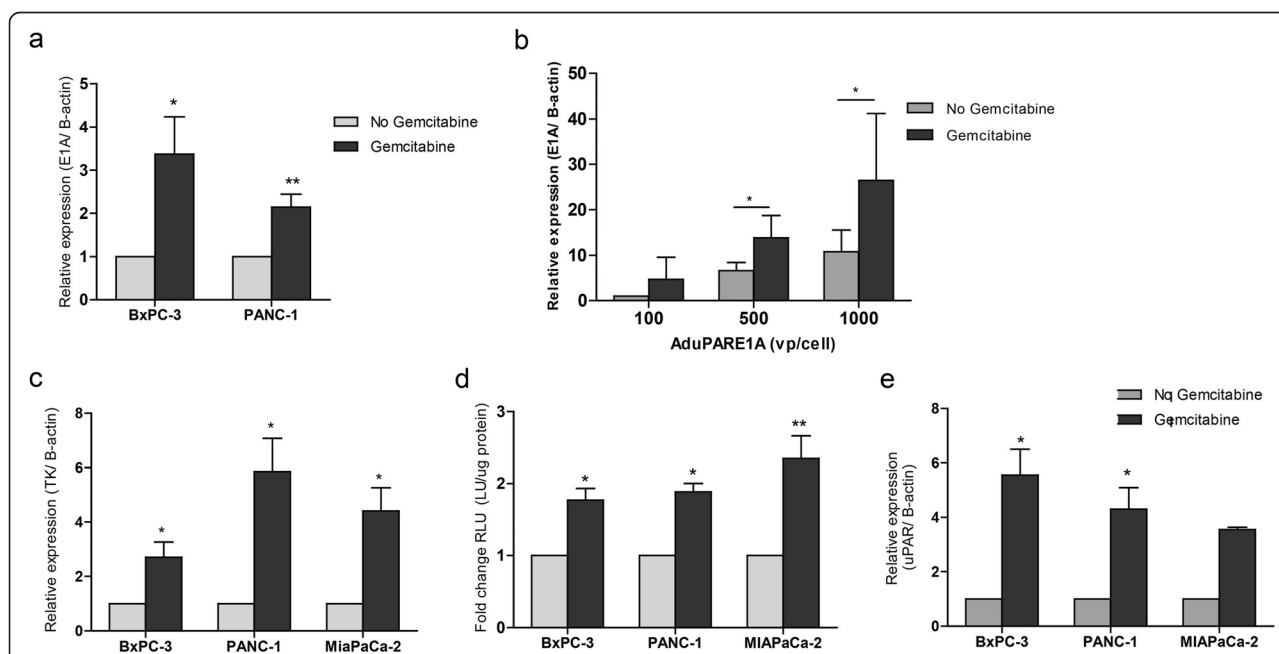 a
Relative expression (E1A/ B-actin)
5
4
3
2
1
0
*
**
BxPC-3
PANC-1
No Gemcitabine
Gemcitabine
b
Relative expression (E1A/ B-actin)
50
40
30
20
10
0
*
*
100
500
1000
AduPARE1A (vp/cell)
No Gemcitabine
Gemcitabine
c
Relative expression (TK/ B-actin)
8
6
4
2
0
*
*
*
BxPC-3
PANC-1
MiaPaCa-2
d
Fold change RLU (LU/ug protein)
3
2
1
0
*
*
**
BxPC-3
PANC-1
MIAPaCa-2
e
Relative expression
(uPAR/ B-actin)
8
6
4
2
0
*
*
BxPC-3
PANC-1
MIAPaCa-2
No Gemcitabine
Gemcitabine